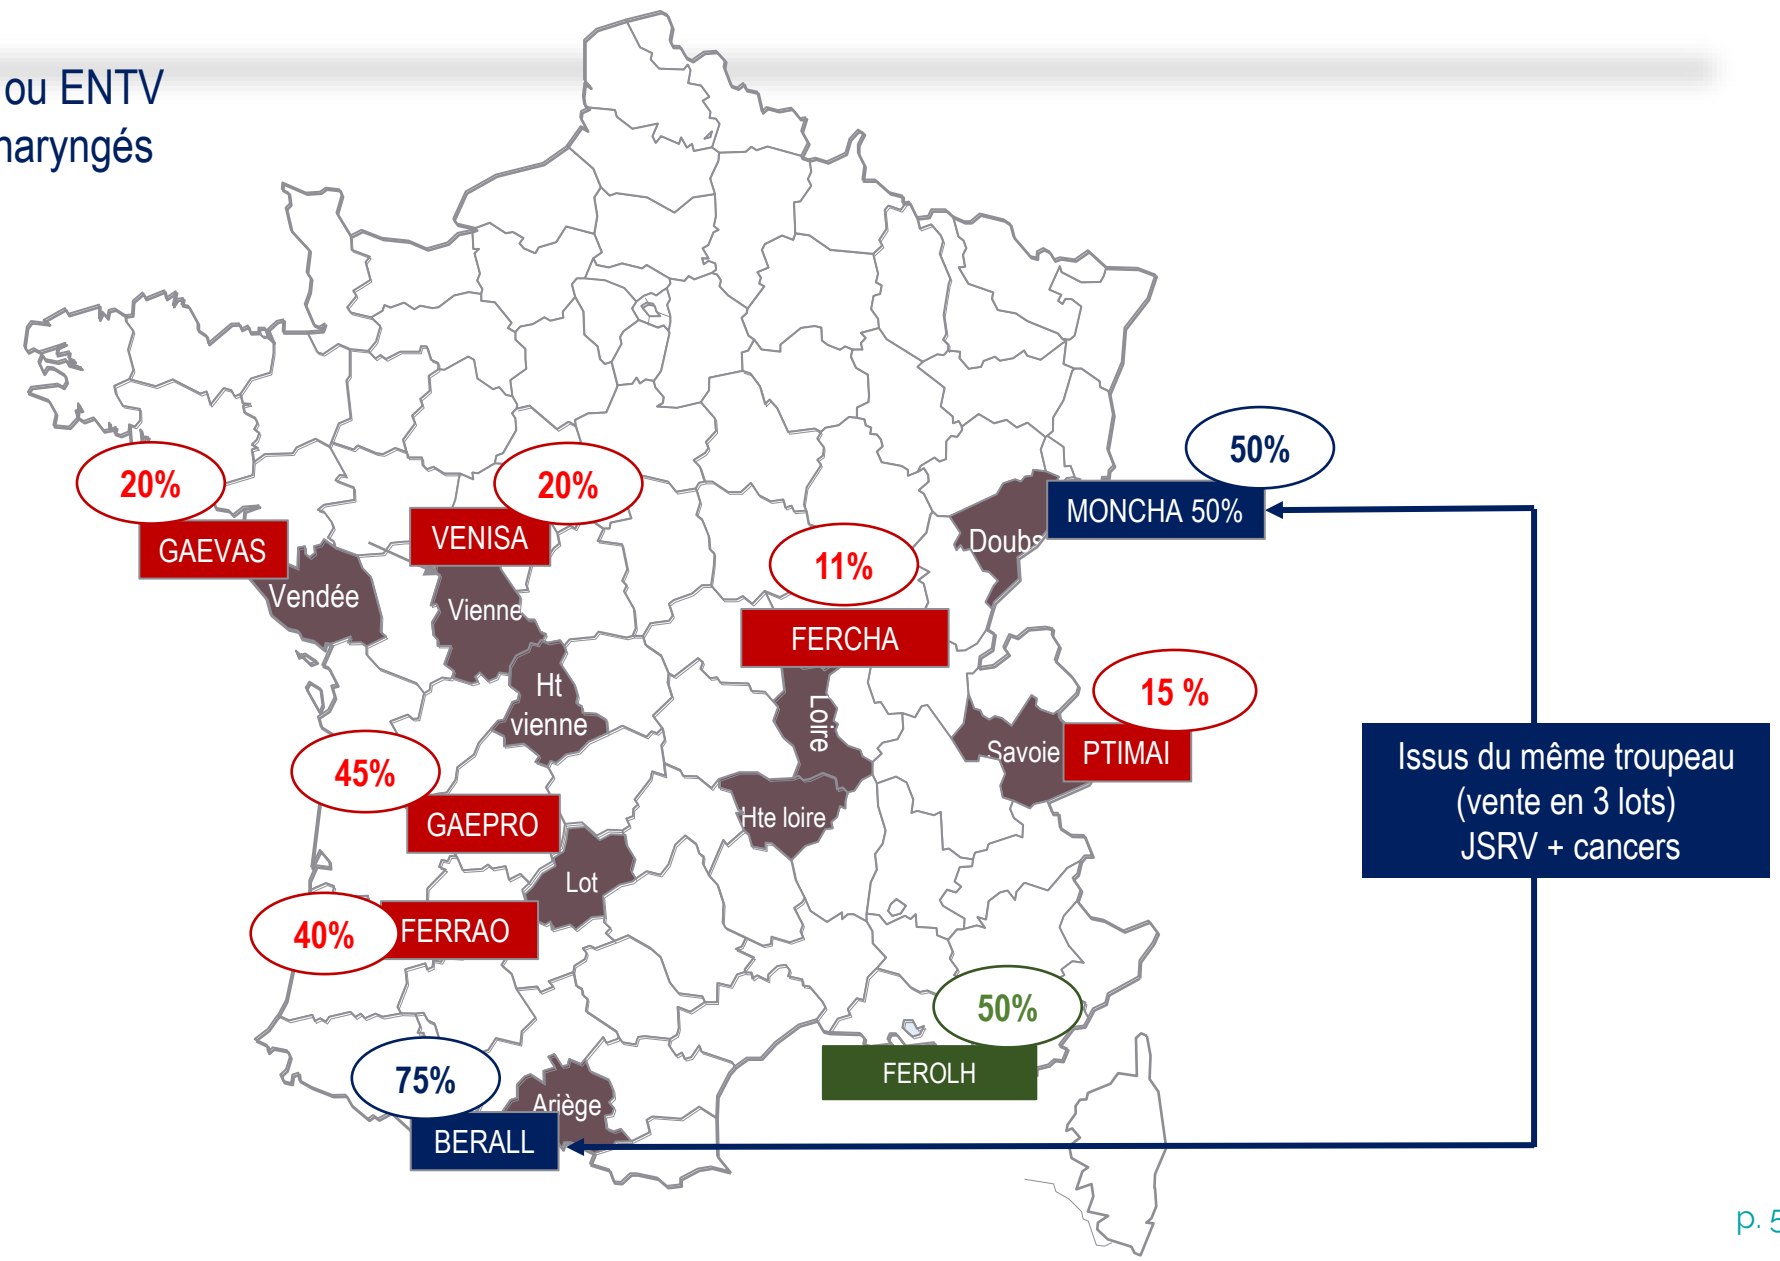 ou ENTV
naryngés
50%
MONCHA 50%
20%
GAEVAS
20%
VENISA
Doubs
11%
FERCHA
Vendée
Vienne
Ht
vienne
Loire
15 %
Savoie
PTIMAI
Issus du même troupeau
(vente en 3 lots)
JSRV + cancers
45%
GAEPRO
Hte loire
Lot
40%
FERRAO
50%
FEROLH
75%
Ariège
BERALL
p. 5